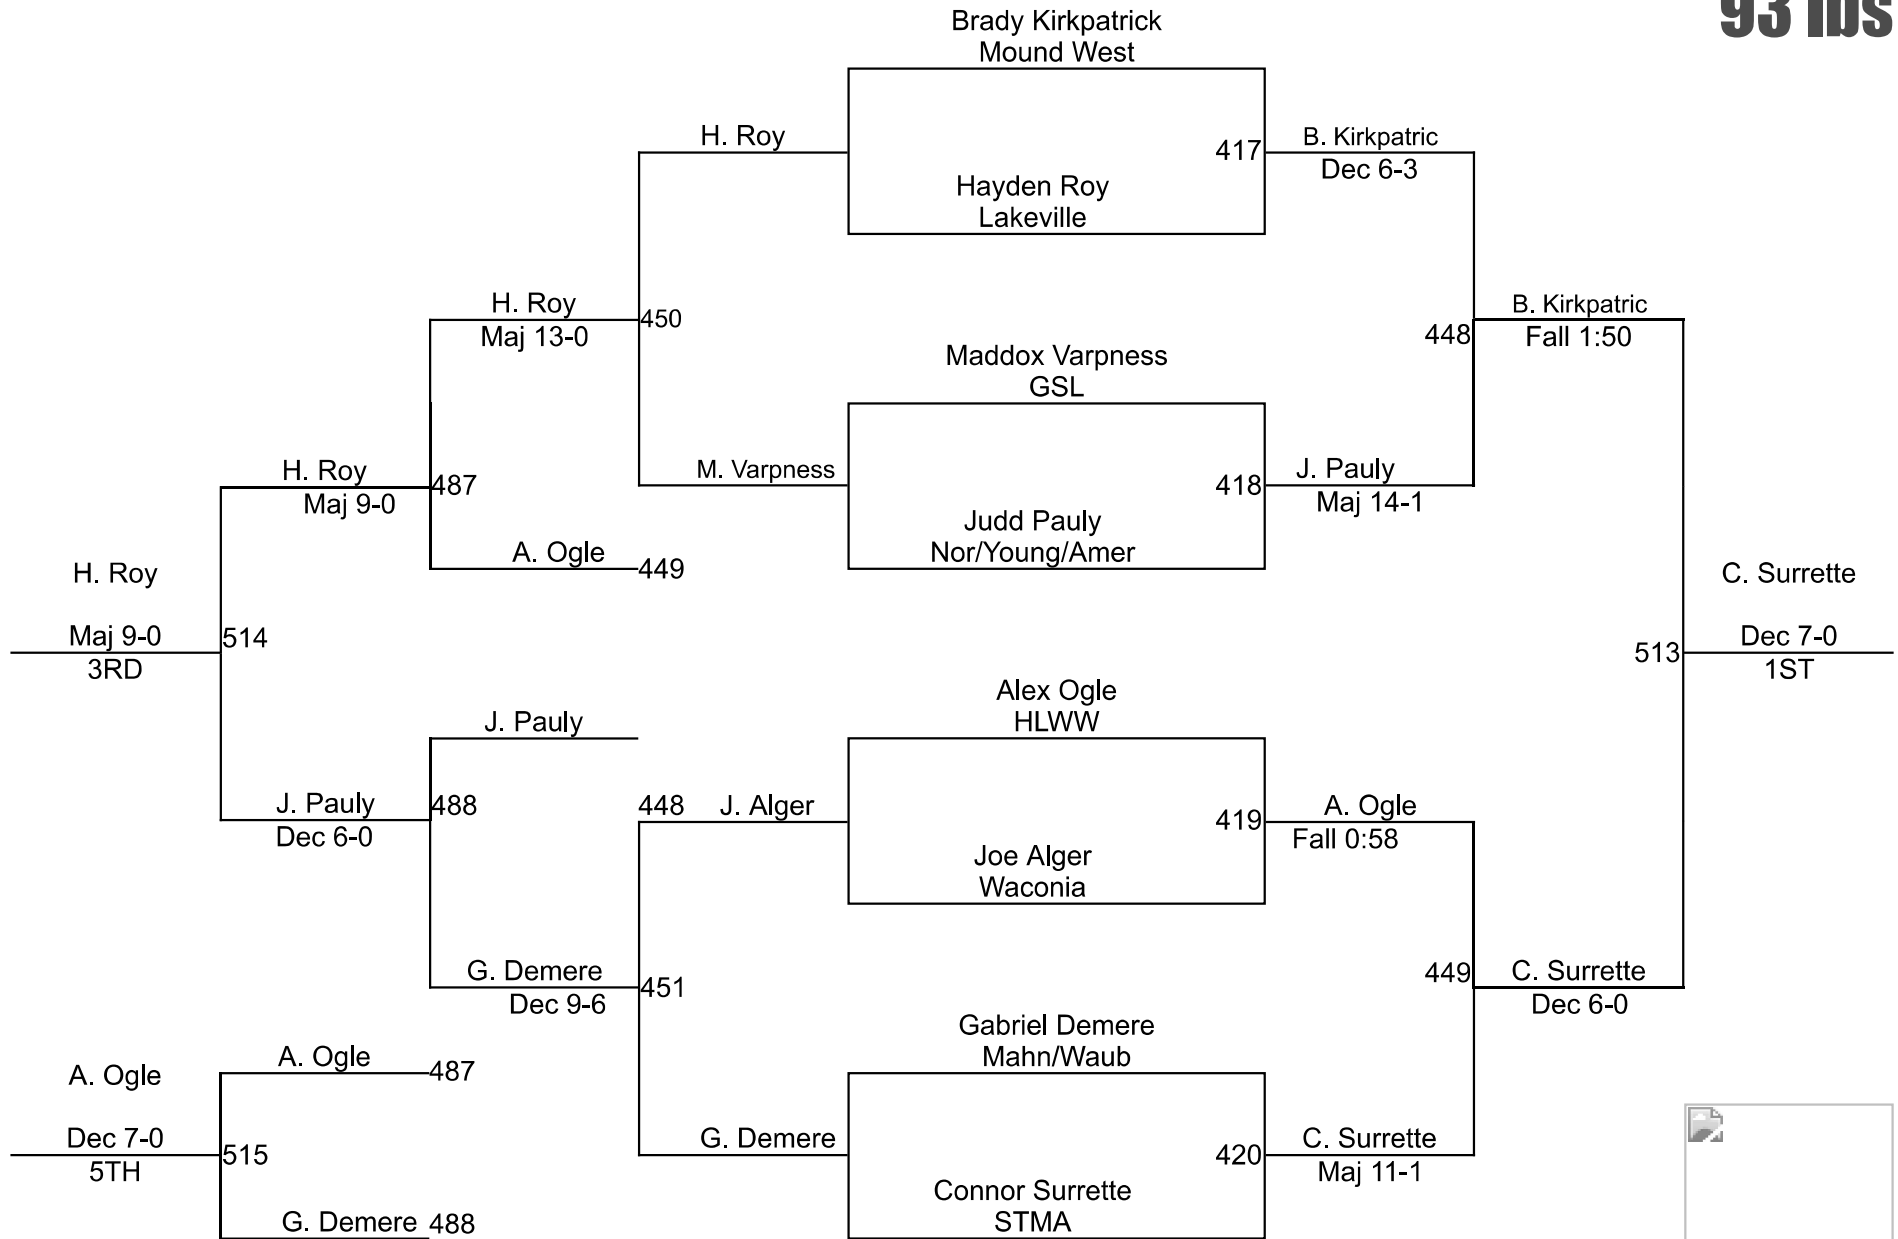 93 lbs
Brady Kirkpatrick
Mound West
H. Roy
417
B. Kirkpatric
Dec 6-3
Hayden Roy
Lakeville
H. Roy
Maj 13-0
450
448
B. Kirkpatric
Fall 1:50
Maddox Varpness
GSL
H. Roy
Maj 9-0
487
M. Varpness
418
J. Pauly
Maj 14-1
Judd Pauly
Nor/Young/Amer
A. Ogle
449
H. Roy
Maj 9-0
3RD
514
C. Surrette
513
Dec 7-0
1ST
Alex Ogle
HLWW
J. Pauly
J. Pauly
Dec 6-0
488
448
J. Alger
419
A. Ogle
Fall 0:58
Joe Alger
Waconia
G. Demere
Dec 9-6
451
449
C. Surrette
Dec 6-0
Gabriel Demere
Mahn/Waub
A. Ogle
487
A. Ogle
Dec 7-0
5TH
515
G. Demere
420
C. Surrette
Maj 11-1
Connor Surrette
STMA
G. Demere
488